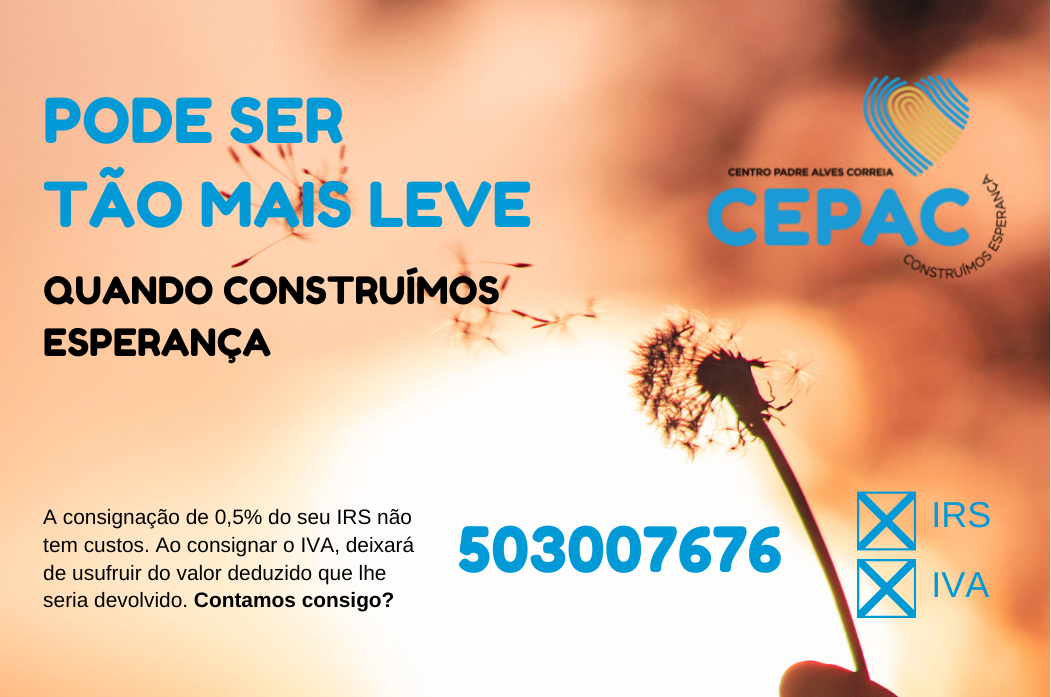 PODE SER
TÃO MAIS LEVE
QUANDO CONSTRUÍMOS
ESPERANÇA
CENTRO PADRE ALVES CORREIA
CEPAC
CONSTRUÍMOS ESPERANÇA
A consignação de 0,5% do seu IRS não
tem custos. Ao consignar o IVA, deixará
de usufruir do valor deduzido que lhe
seria devolvido. Contamos consigo?
503007676
IRS
IVA